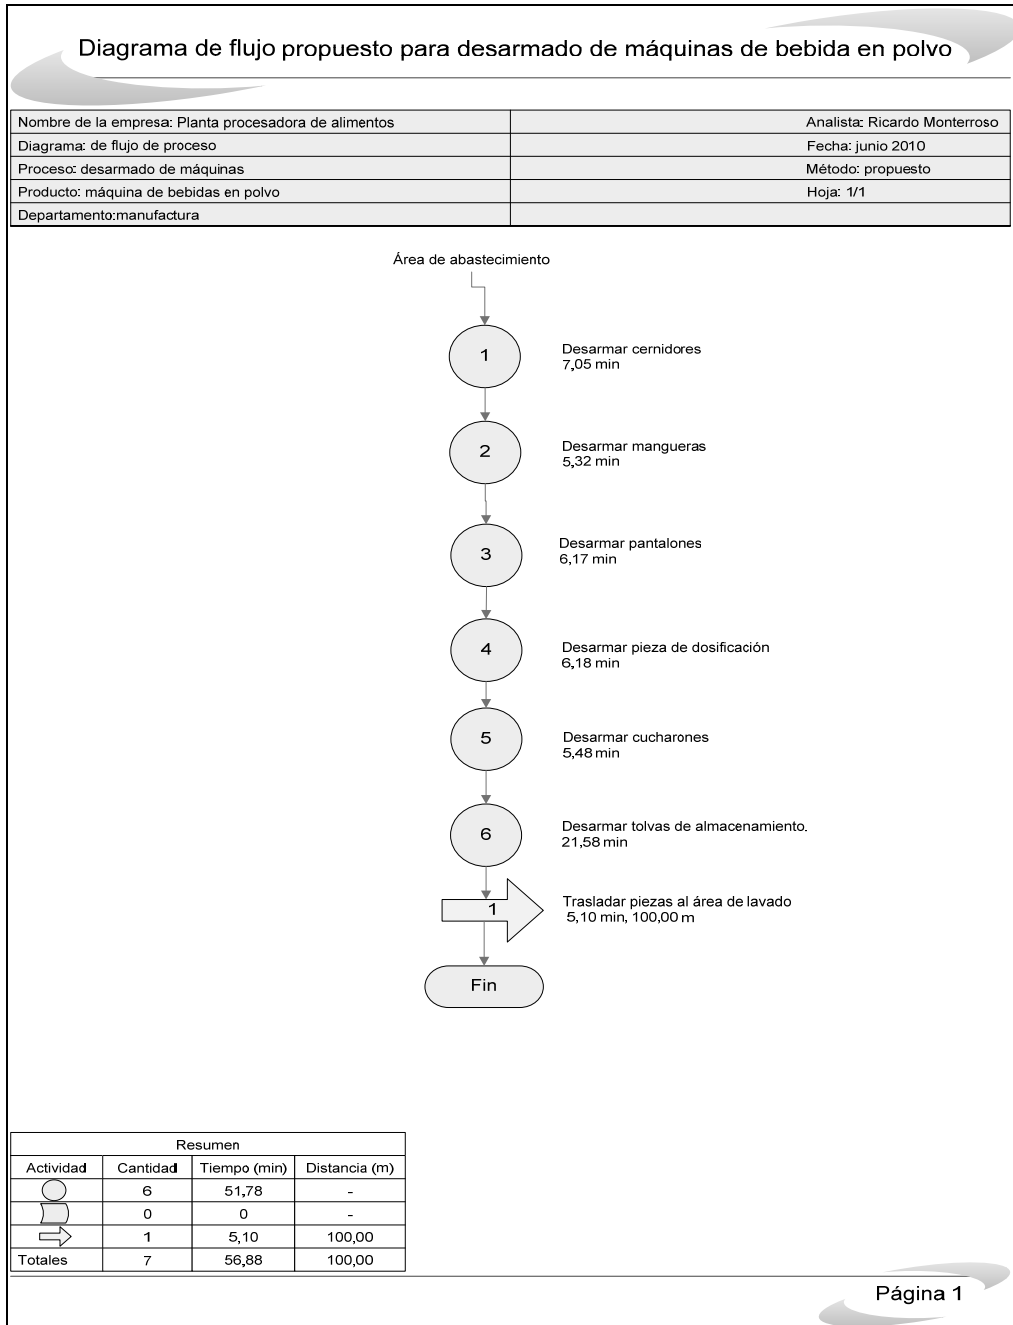 Diagrama de flujo propuesto para desarmado de máquinas de bebida en polvo
Nombre de la empresa: Planta procesadora de alimentos
Analista: Ricardo Monterroso
Diagrama: de flujo de proceso
Fecha: junio 2010
Proceso: desarmado de máquinas
Método: propuesto
Producto: máquina de bebidas en polvo
Hoja: 1/1
Departamento:manufactura
Área de abastecimiento
1
Desarmar cernidores
7,05 min
2
Desarmar mangueras
5,32 min
3
Desarmar pantalones
6,17 min
4
Desarmar pieza de dosificación
6,18 min
5
Desarmar cucharones
5,48 min
6
Desarmar tolvas de almacenamiento.
21,58 min
1
Trasladar piezas al área de lavado
5,10 min, 100,00 m
Fin
Resumen
Actividad Cantidad Tiempo (min) Distancia (m)
6 51,78 -
0 0 -
1 5,10 100,00
Totales 7 56,88 100,00
Página 1